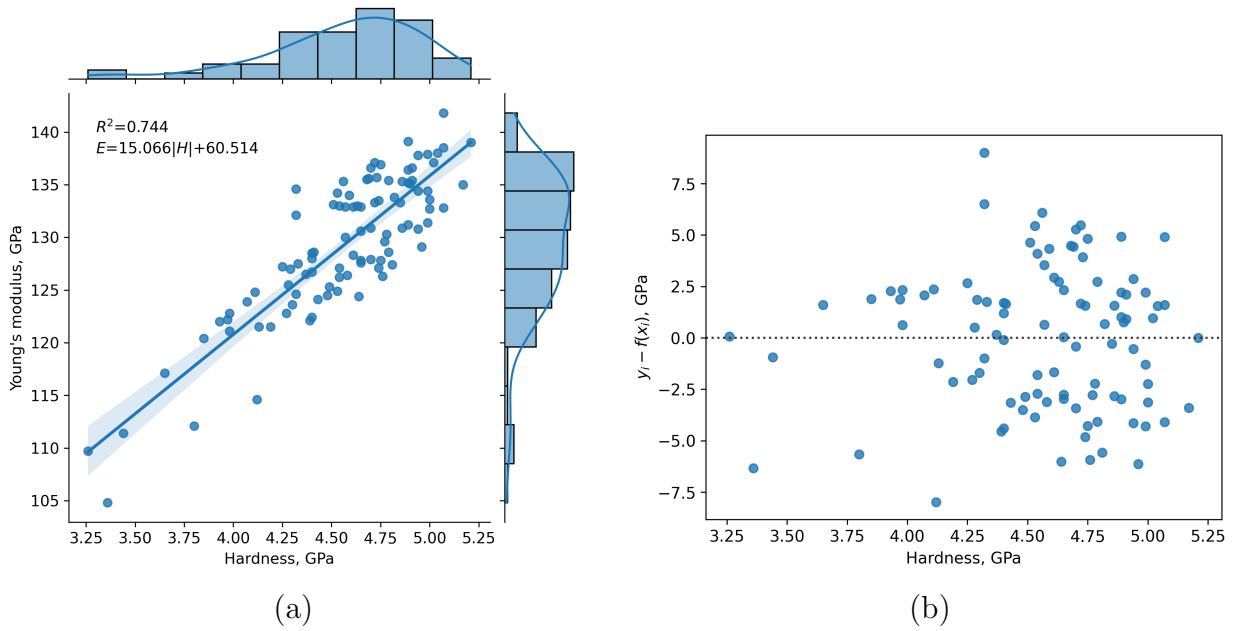 R²=0.744
E=15.066|H|+60.514
140
135
130
125
120
115
110
105
Young's modulus, GPa
3.25 3.50 3.75 4.00 4.25 4.50 4.75 5.00 5.25
Hardness, GPa
(a)
7.5
5.0
2.5
0.0
−2.5
−5.0
−7.5
yᵢ − f(xᵢ), GPa
3.25 3.50 3.75 4.00 4.25 4.50 4.75 5.00 5.25
Hardness, GPa
(b)